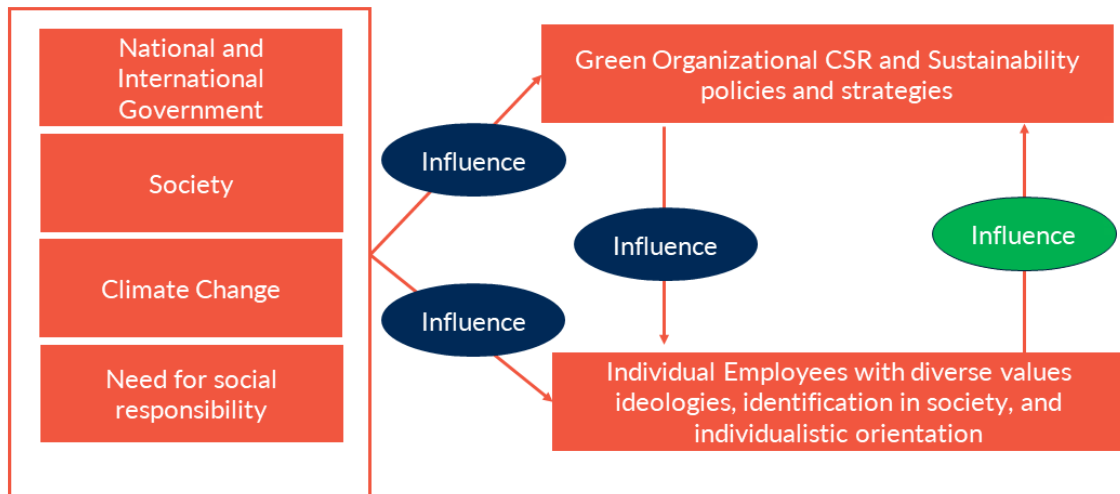 National and
International
Government
Society
Climate Change
Need for social
responsibility
Influence
Influence
Green Organizational CSR and Sustainability
policies and strategies
Influence
Influence
Individual Employees with diverse values
ideologies, identification in society, and
individualistic orientation